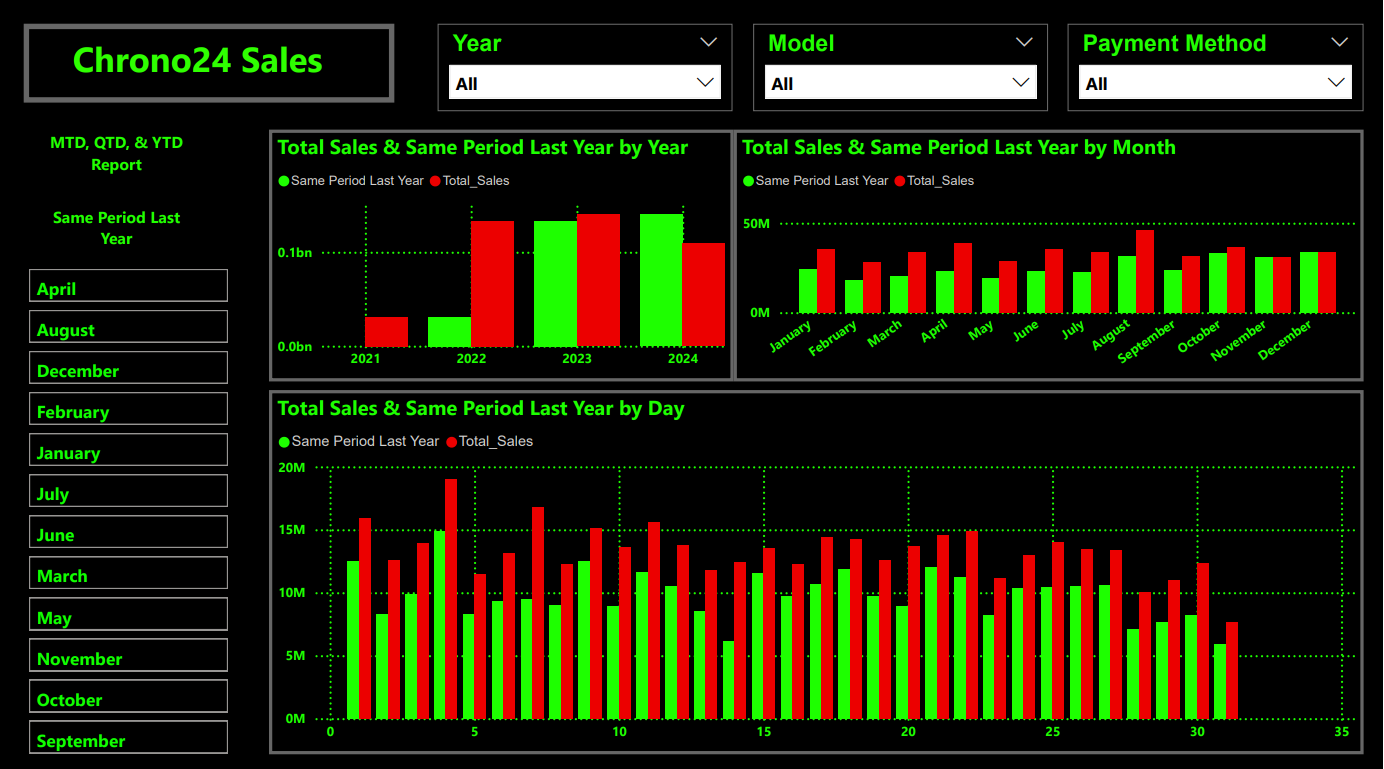 Chrono24 Sales
Year
All
Model
All
Payment Method
All
MTD, QTD, & YTD
Report
Same Period Last
Year
April
August
December
February
January
July
June
March
May
November
October
September
Total Sales & Same Period Last Year by Year
Same Period Last Year Total_Sales
0.1bn
0.0bn
2021 2022 2023 2024
Total Sales & Same Period Last Year by Month
Same Period Last Year Total_Sales
50M
0M
January February March April May June July August September October November December
Total Sales & Same Period Last Year by Day
Same Period Last Year Total_Sales
20M
15M
10M
5M
0M
0 5 10 15 20 25 30 35